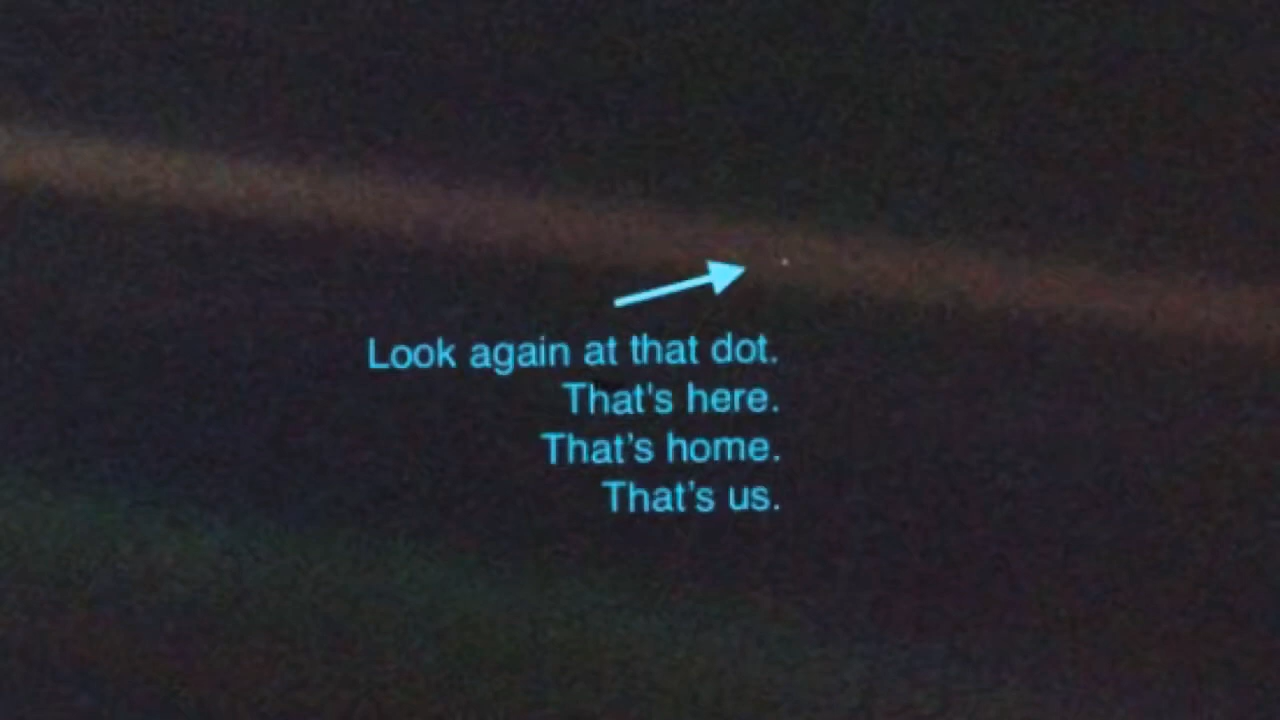 Look again at that dot.
That's here.
That's home.
That's us.